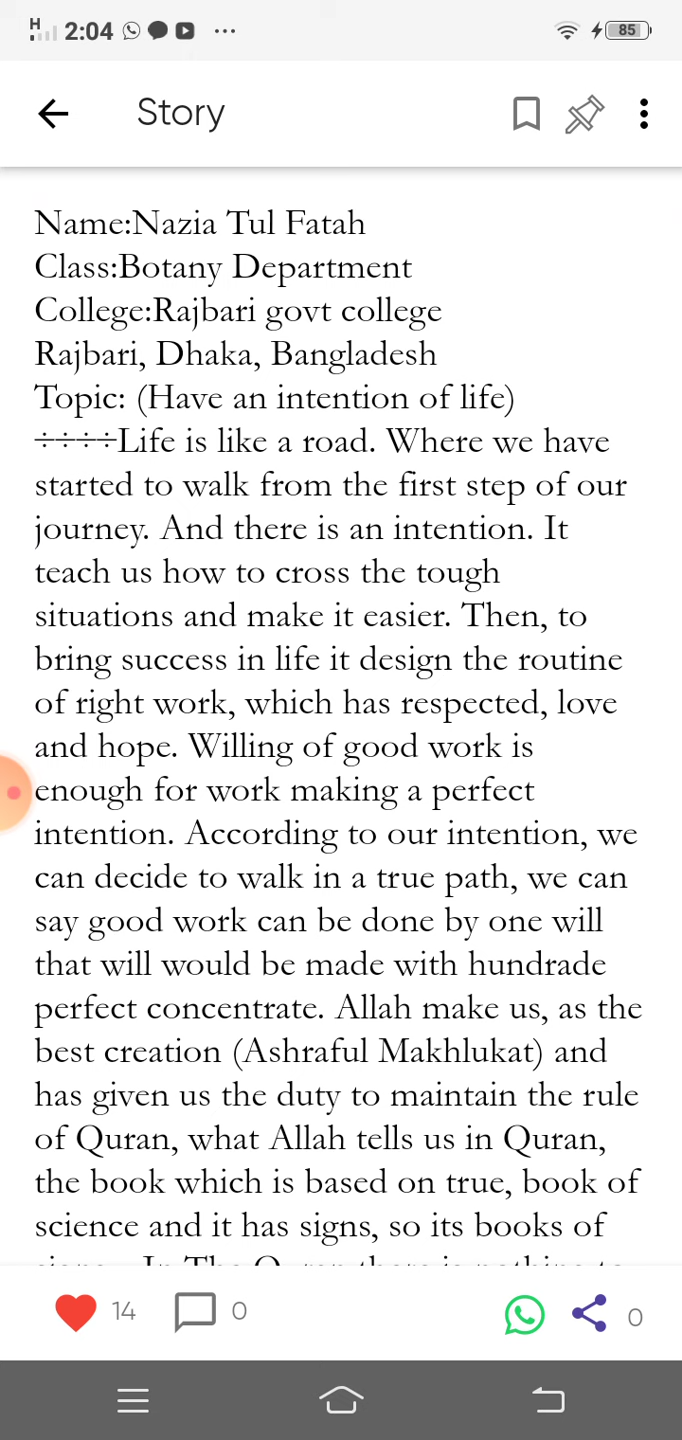 H
2:04
85
Story
Name:Nazia Tul Fatah
Class:Botany Department
College:Rajbari govt college
Rajbari, Dhaka, Bangladesh
Topic: (Have an intention of life)
÷÷÷÷Life is like a road. Where we have
started to walk from the first step of our
journey. And there is an intention. It
teach us how to cross the tough
situations and make it easier. Then, to
bring success in life it design the routine
of right work, which has respected, love
and hope. Willing of good work is
enough for work making a perfect
intention. According to our intention, we
can decide to walk in a true path, we can
say good work can be done by one will
that will would be made with hundrade
perfect concentrate. Allah make us, as the
best creation (Ashraful Makhlukat) and
has given us the duty to maintain the rule
of Quran, what Allah tells us in Quran,
the book which is based on true, book of
science and it has signs, so its books of
14
0
0